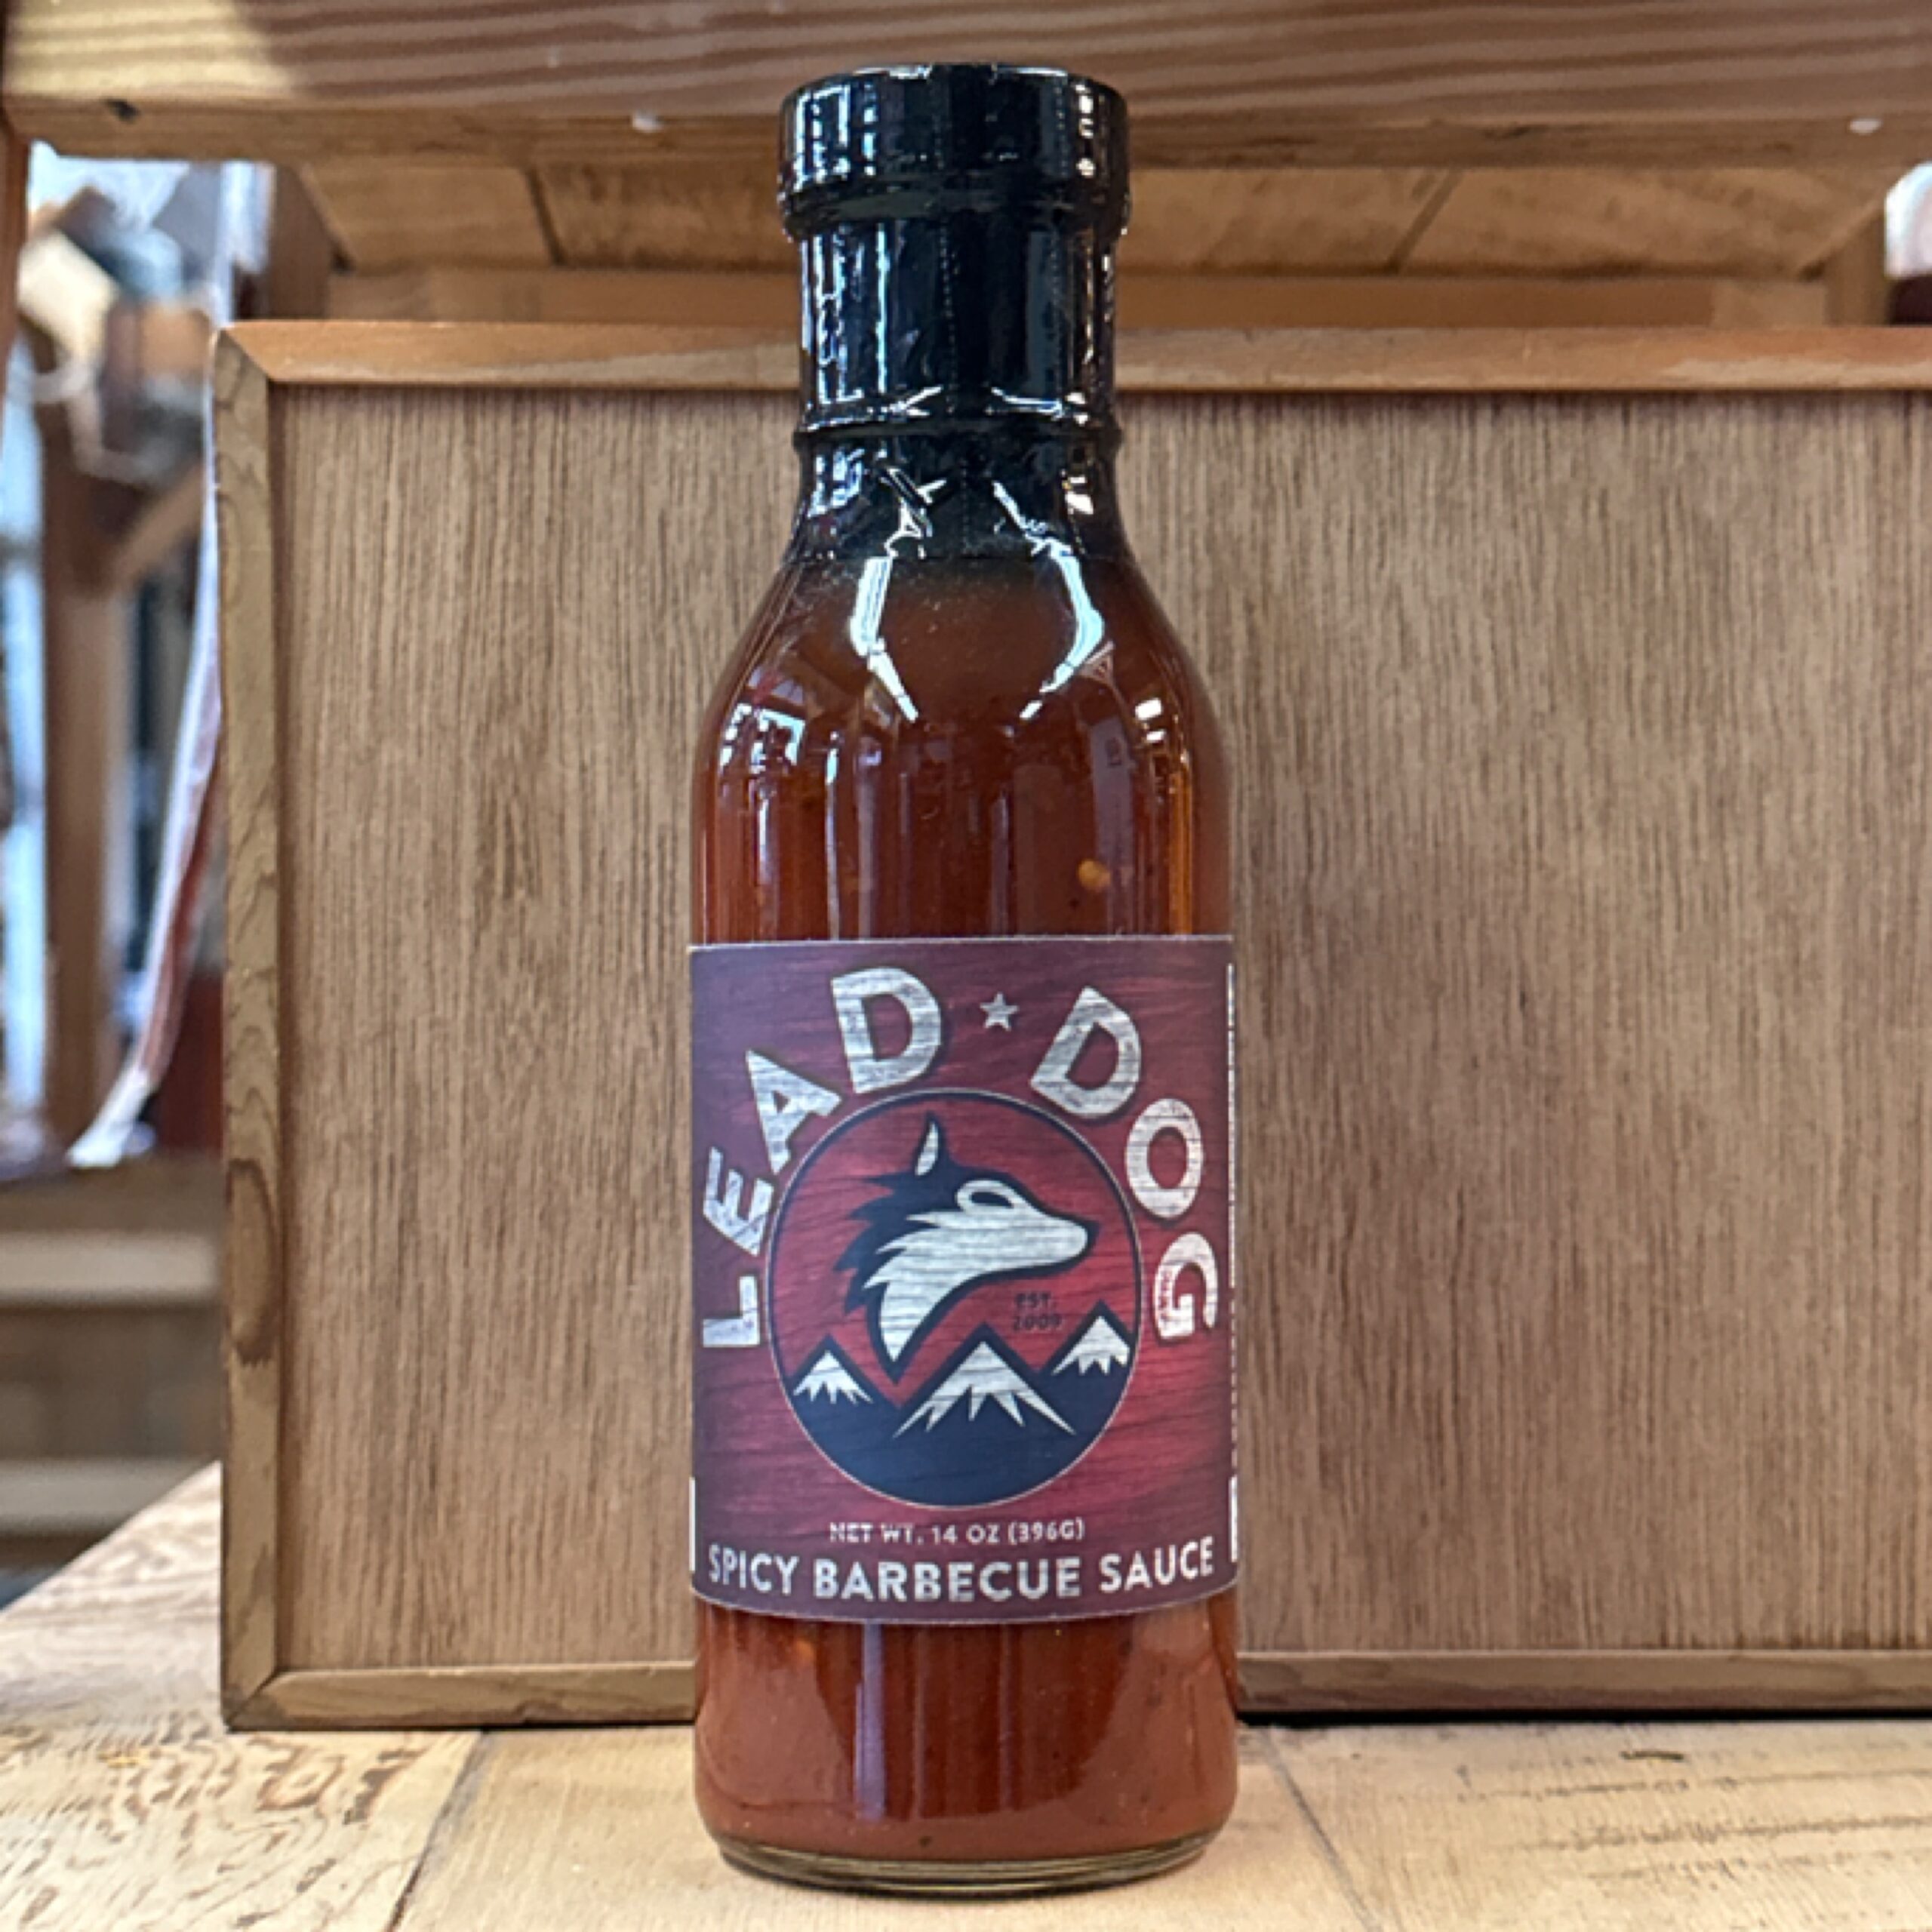 LEAD ★ DOG
EST.
2009
NET WT. 14 OZ (396G)
SPICY BARBECUE SAUCE